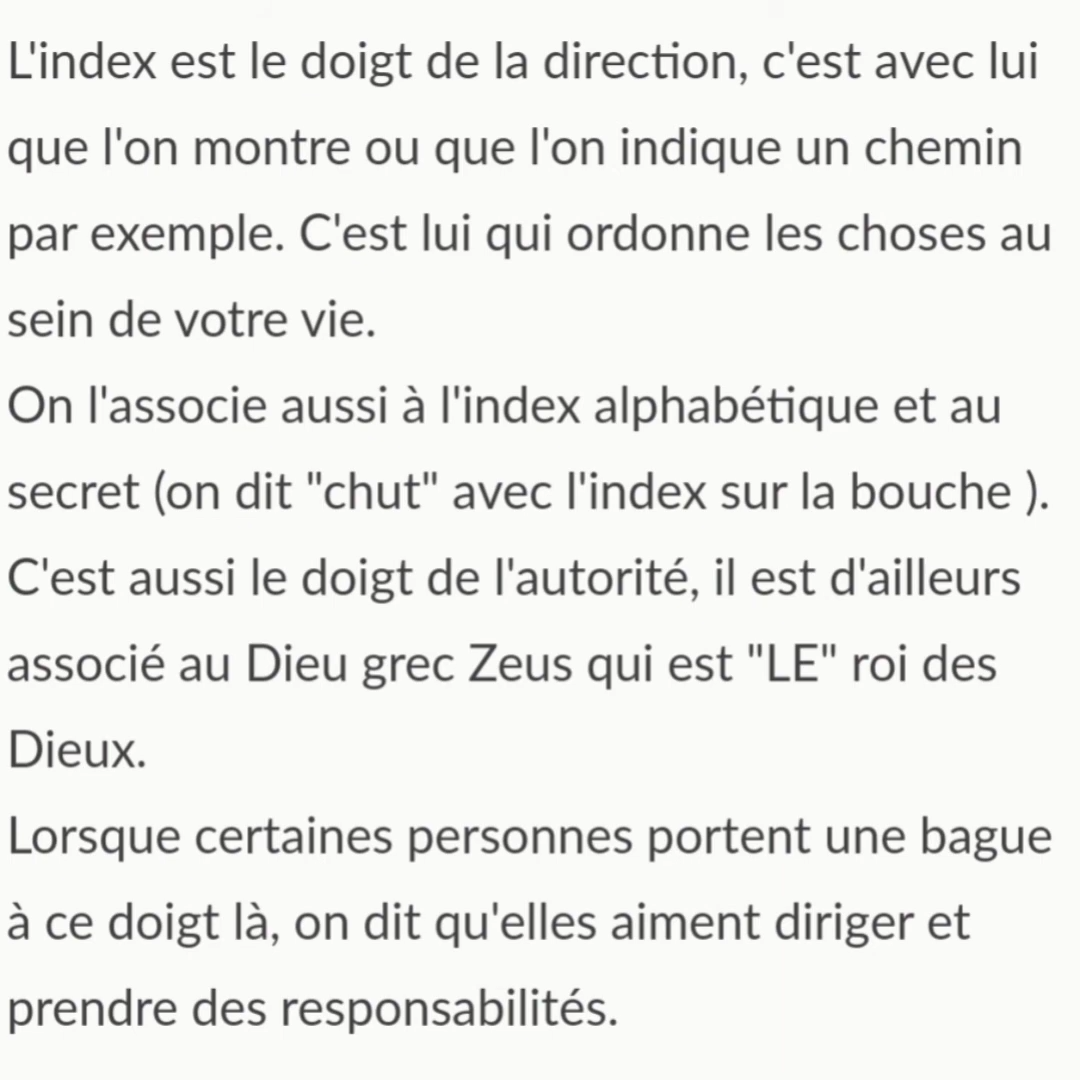 L'index est le doigt de la direction, c'est avec lui
que l'on montre ou que l'on indique un chemin
par exemple. C'est lui qui ordonne les choses au
sein de votre vie.
On l'associe aussi à l'index alphabétique et au
secret (on dit "chut" avec l'index sur la bouche ).
C'est aussi le doigt de l'autorité, il est d'ailleurs
associé au Dieu grec Zeus qui est "LE" roi des
Dieux.
Lorsque certaines personnes portent une bague
à ce doigt là, on dit qu'elles aiment diriger et
prendre des responsabilités.